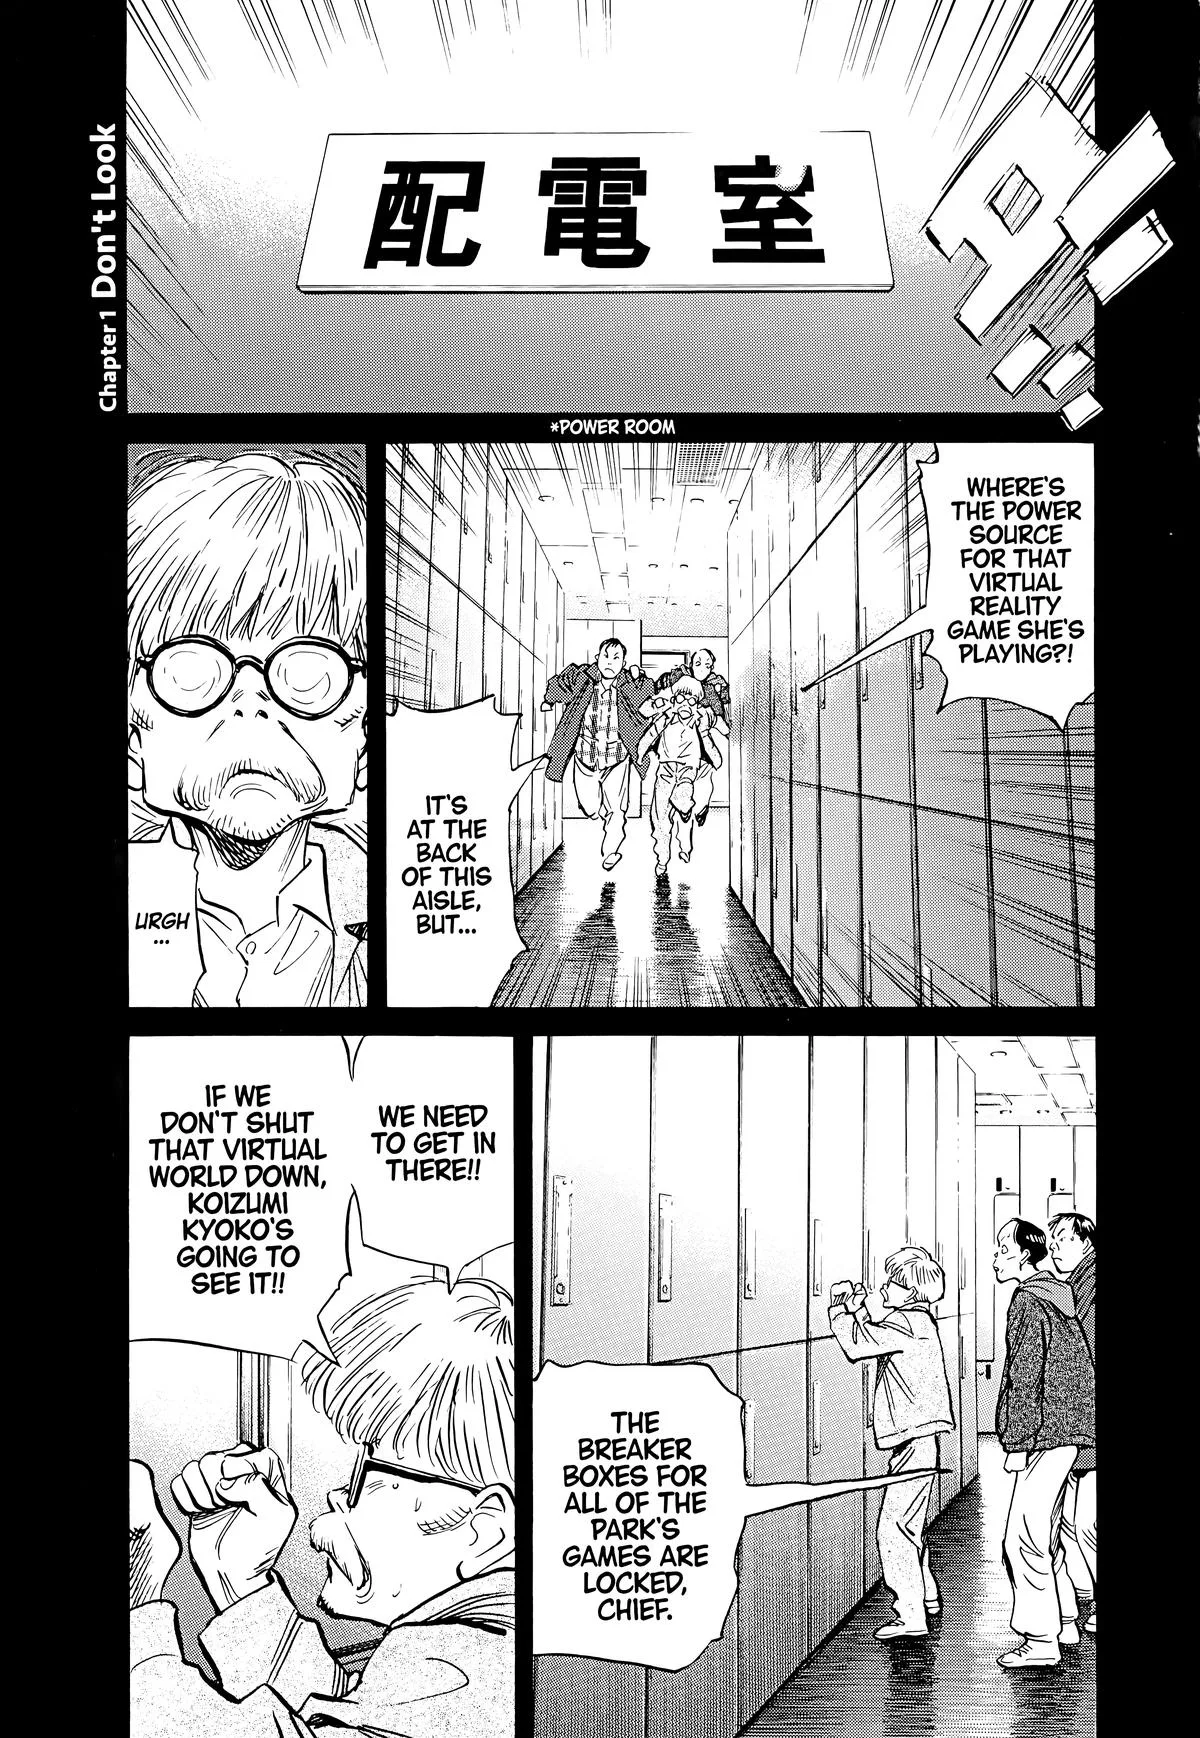 Chapter 1 Don't Look
配電室
*POWER ROOM
WHERE'S
THE POWER
SOURCE
FOR THAT
VIRTUAL
REALITY
GAME SHE'S
PLAYING?!
IT'S
AT THE
BACK
OF THIS
AISLE,
BUT...
URGH
...
THE
BREAKER
BOXES FOR
ALL OF THE
PARK'S
GAMES ARE
LOCKED,
CHIEF.
WE NEED
TO GET IN
THERE!!
IF WE
DON'T SHUT
THAT VIRTUAL
WORLD DOWN,
KOIZUMI
KYOKO'S
GOING TO
SEE IT!!